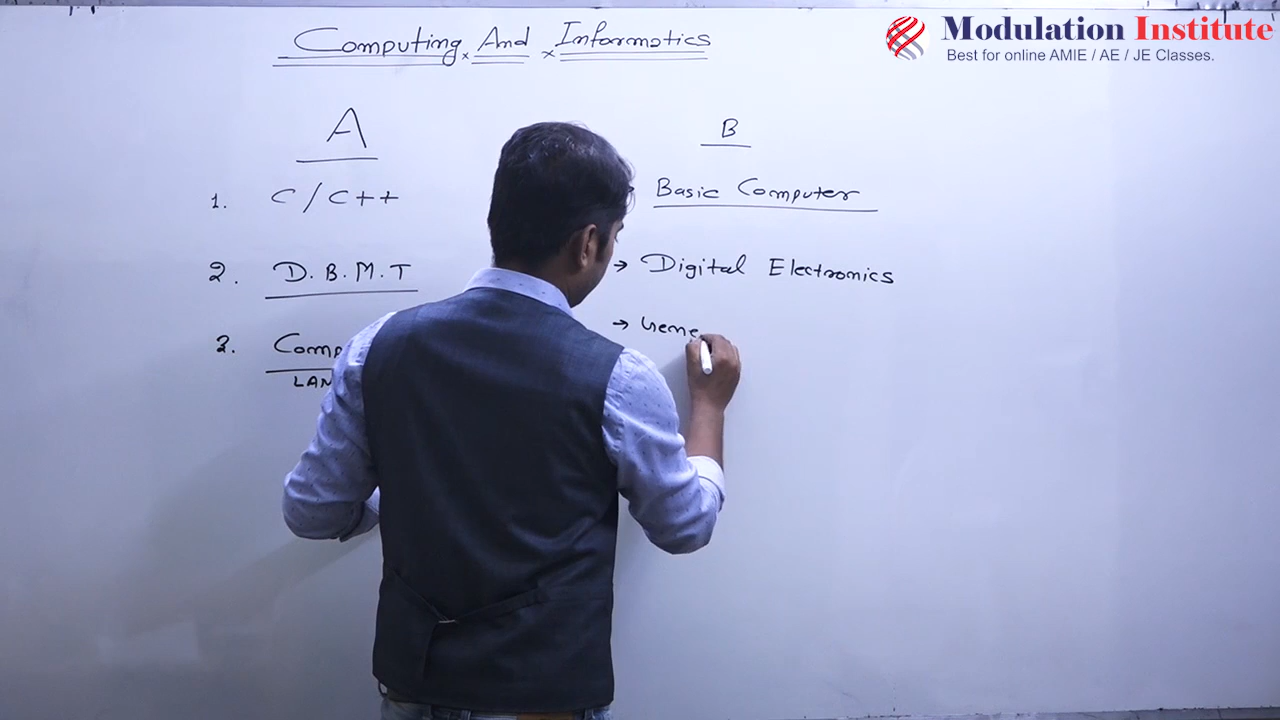 Modulation Institute
Best for online AMIE / AE / JE Classes.
Computing And Informatics
A
B
1. C / C++
Basic Computer
2. D.B.M.T
→ Digital Electronics
3. Comp
→ Gene
LAN